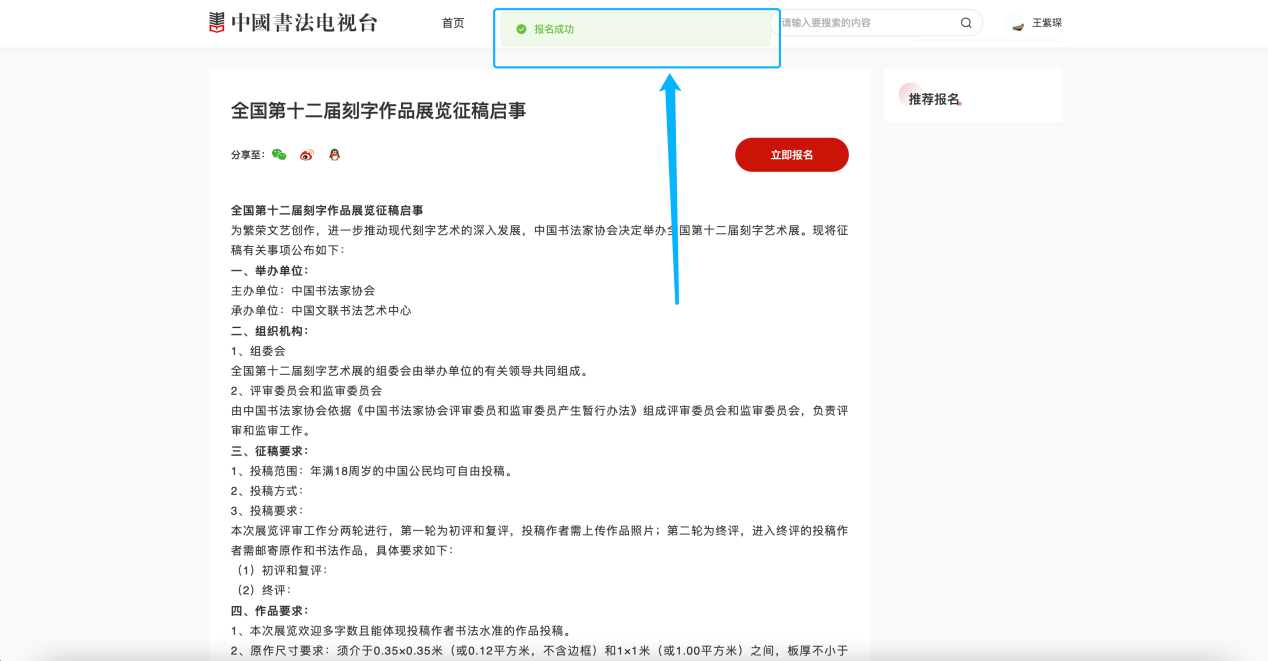 中國書法电视台
首页
报名成功
请输入要搜索的内容
王紫琛
全国第十二届刻字作品展览征稿启事
推荐报名
分享至:
立即报名
全国第十二届刻字作品展览征稿启事
为繁荣文艺创作，进一步推动现代刻字艺术的深入发展，中国书法家协会决定举办全国第十二届刻字艺术展。现将征
稿有关事项公布如下：
一、举办单位：
主办单位：中国书法家协会
承办单位：中国文联书法艺术中心
二、组织机构：
1、组委会
全国第十二届刻字艺术展的组委会由举办单位的有关领导共同组成。
2、评审委员会和监审委员会
由中国书法家协会依据《中国书法家协会评审委员和监审委员产生暂行办法》组成评审委员会和监审委员会，负责评
审和监审工作。
三、征稿要求：
1、投稿范围：年满18周岁的中国公民均可自由投稿。
2、投稿方式：
3、投稿要求：
本次展览评审工作分两轮进行，第一轮为初评和复评，投稿作者需上传作品照片；第二轮为终评，进入终评的投稿作
者需邮寄原作和书法作品，具体要求如下：
（1）初评和复评：
（2）终评：
四、作品要求：
1、本次展览欢迎多字数且能体现投稿作者书法水准的作品投稿。
2、原作尺寸要求：须介于0.35×0.35米（或0.12平方米，不含边框）和1×1米（或1.00平方米）之间，板厚不小于